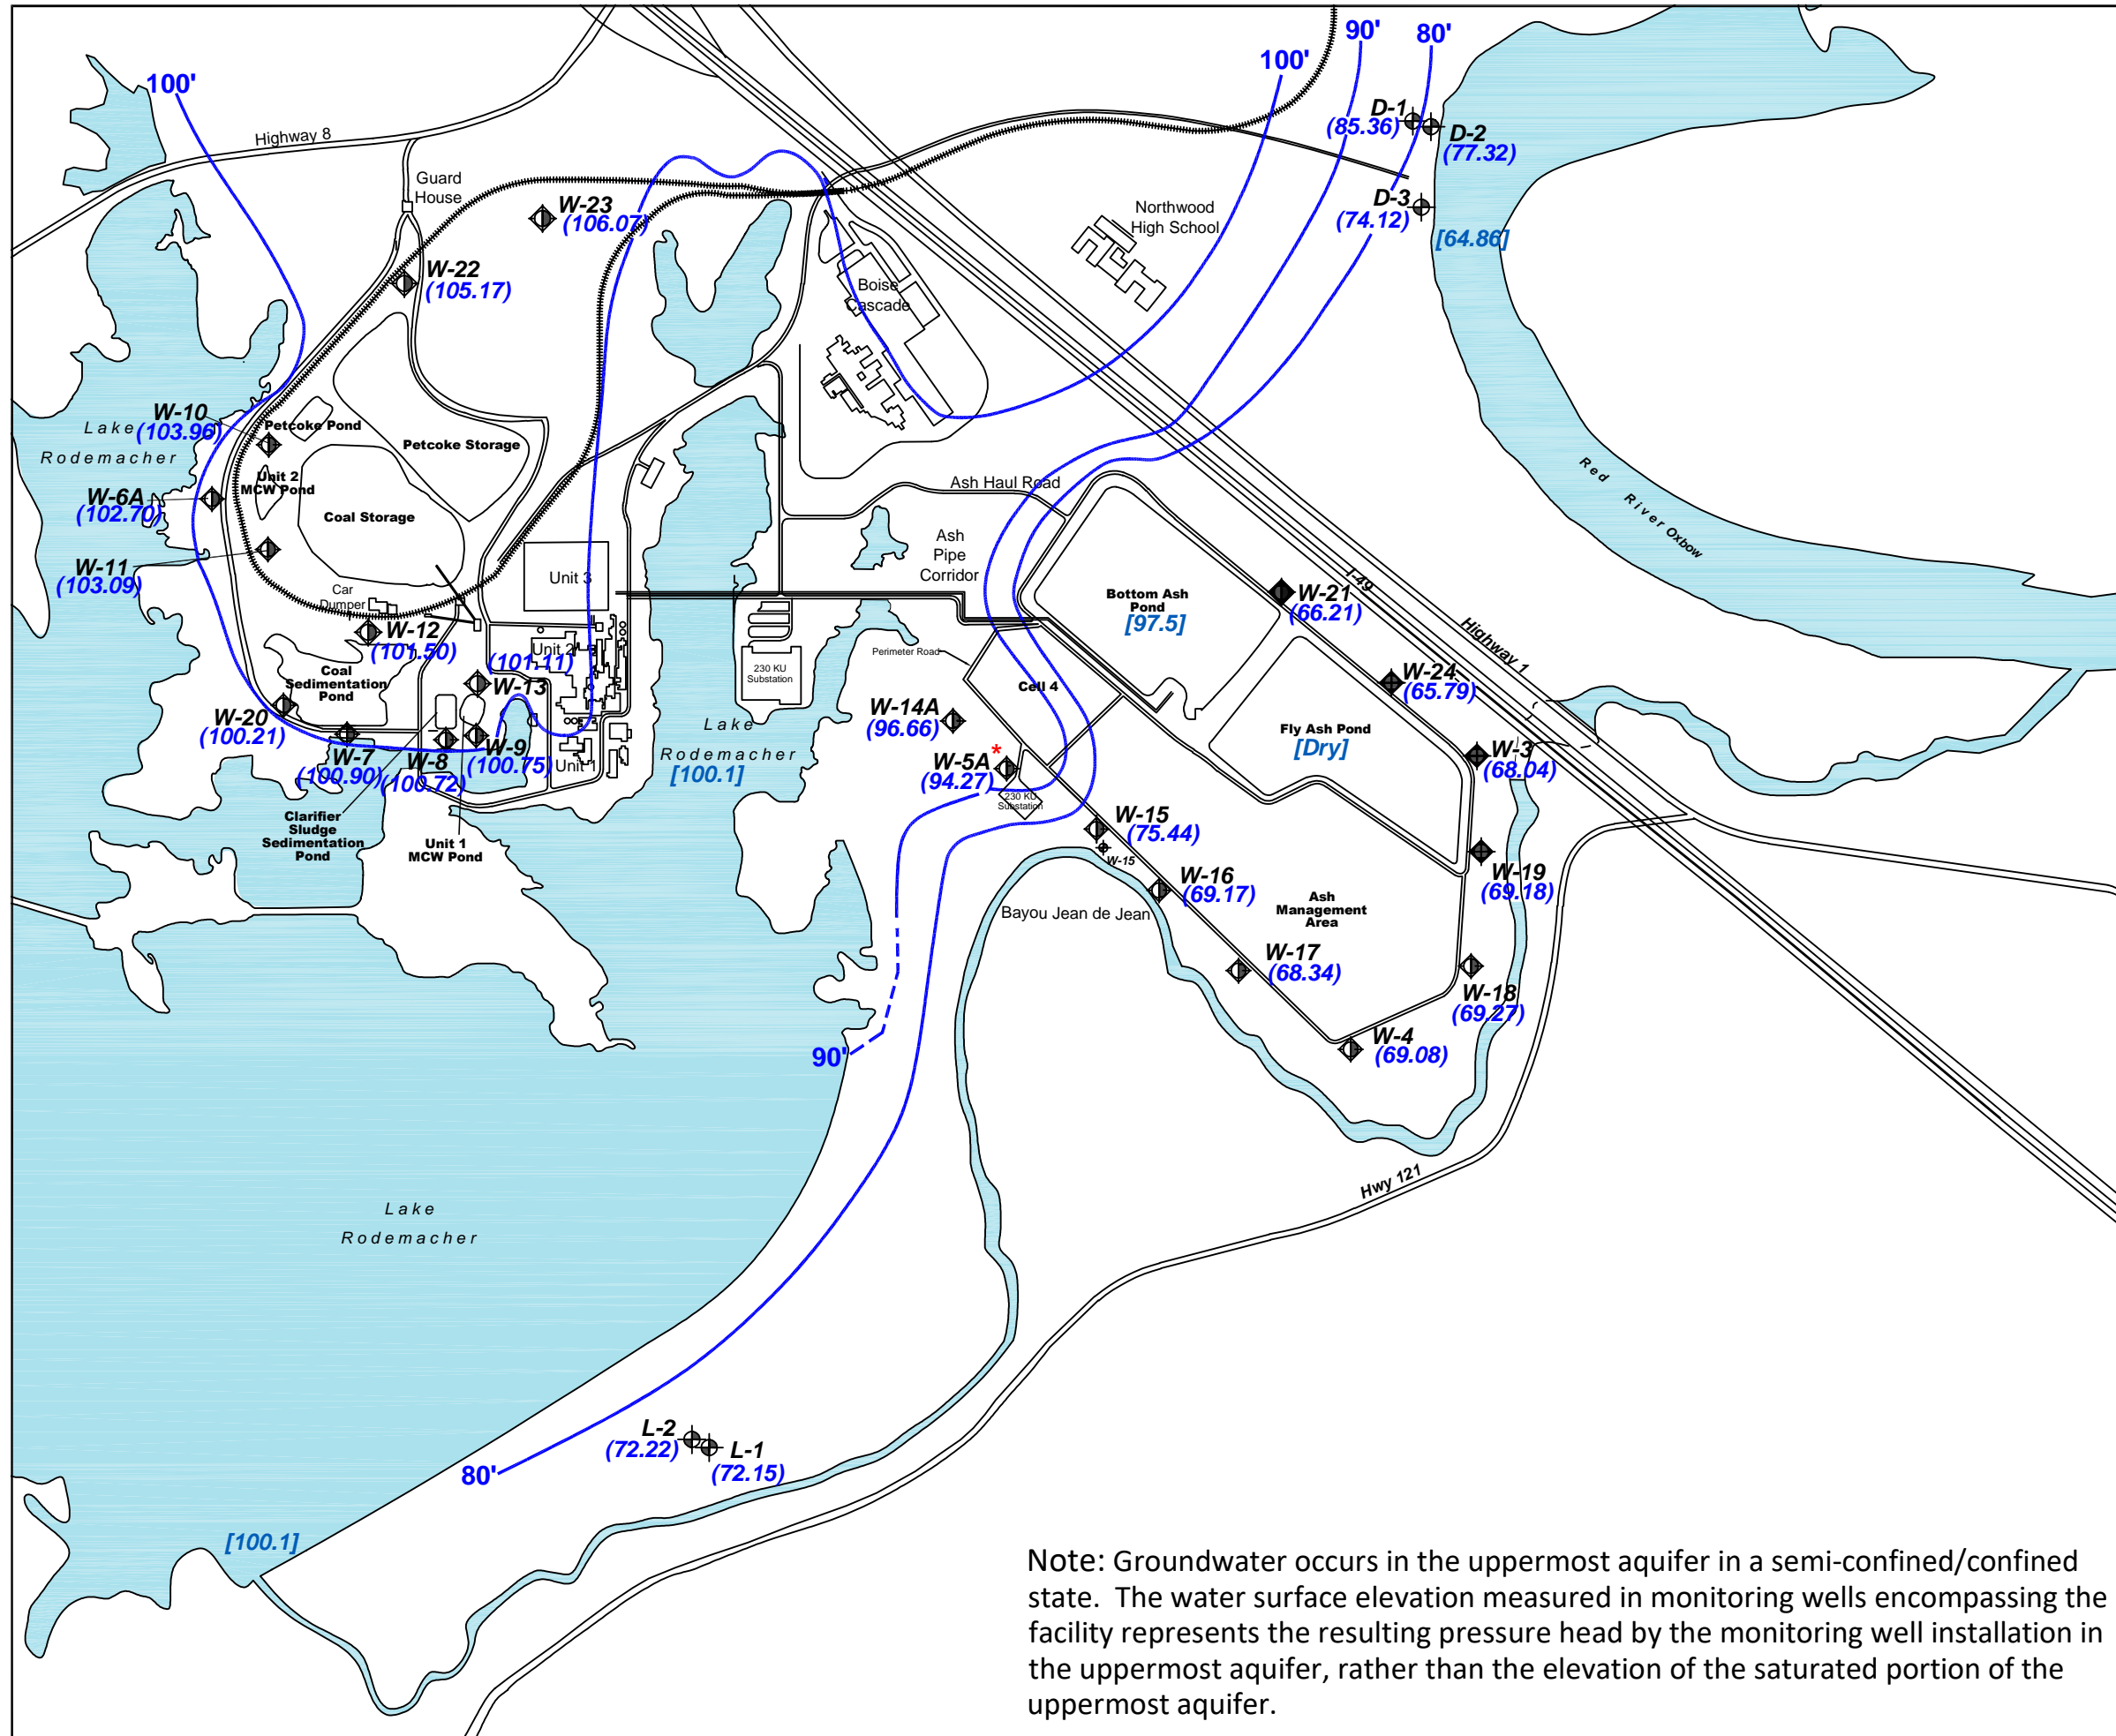 100'
90'
80'
100'
Highway 8
Guard
House
D-1
(85.36)
D-2
(77.32)
D-3
(74.12)
[64.86]
W-23
(106.07)
Northwood
High School
W-22
(105.17)
Boise
Cascade
W-10
(103.96)
Lake
Rodemacher
Petcoke Pond
Petcoke Storage
Unit 2
MCW Pond
W-6A
(102.70)
Coal Storage
W-11
(103.09)
Ash Haul Road
Ash
Pipe
Corridor
Red River Oxbow
Unit 3
Car
Dumper
W-12
(101.50)
Bottom Ash
Pond
[97.5]
W-21
(66.21)
I-49
Highway 1
Unit 2
(101.11)
W-13
Coal
Sedimentation
Pond
230 KU
Substation
Perimeter Road
Cell 4
W-24
(65.79)
W-20
(100.21)
W-14A
(96.66)
Fly Ash Pond
[Dry]
W-7
(100.90)
W-8
(100.72)
W-9
(100.75)
Unit 1
Lake
Rodemacher
[100.1]
W-5A
*
(94.27)
230 KU
Substation
W-3
(68.04)
Clarifier
Sludge
Sedimentation
Pond
Unit 1
MCW Pond
W-15
(75.44)
W-15
W-16
(69.17)
W-19
(69.18)
Bayou Jean de Jean
Ash
Management
Area
W-17
(68.34)
W-18
(69.27)
90'
W-4
(69.08)
Hwy 121
Lake
Rodemacher
L-2
(72.22)
L-1
(72.15)
80'
[100.1]
Note: Groundwater occurs in the uppermost aquifer in a semi-confined/confined
state. The water surface elevation measured in monitoring wells encompassing the
facility represents the resulting pressure head by the monitoring well installation in
the uppermost aquifer, rather than the elevation of the saturated portion of the
uppermost aquifer.